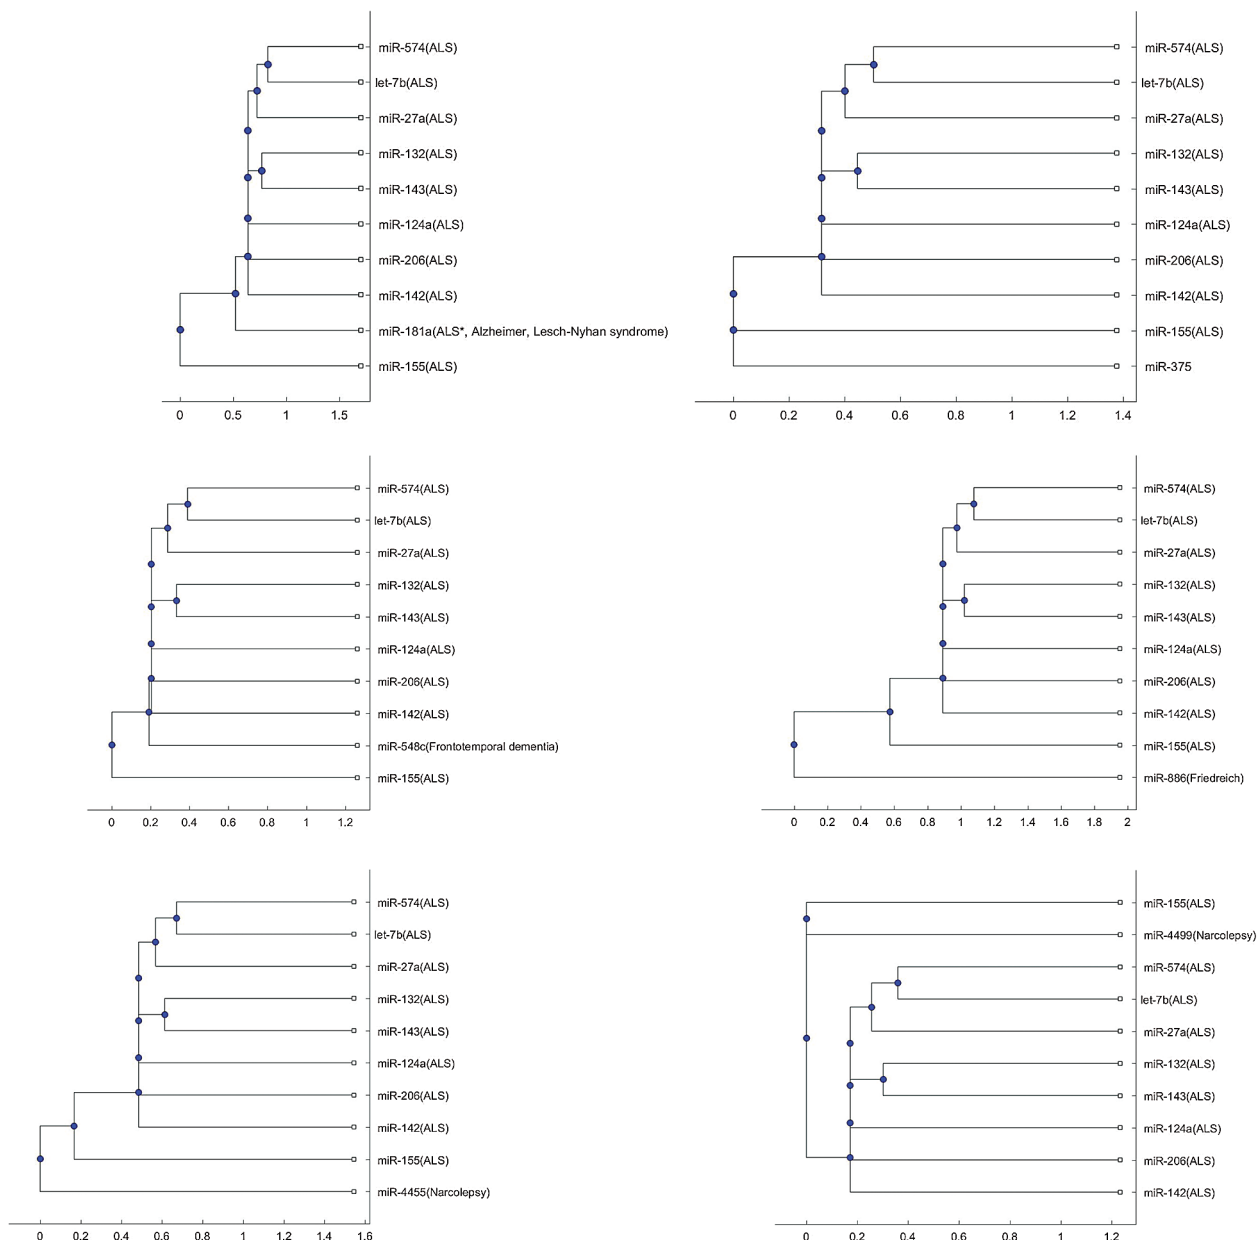 miR-574(ALS)
let-7b(ALS)
miR-27a(ALS)
miR-132(ALS)
miR-143(ALS)
miR-124a(ALS)
miR-206(ALS)
miR-142(ALS)
miR-181a(ALS*, Alzheimer, Lesch-Nyhan syndrome)
miR-155(ALS)
0 0.5 1 1.5
miR-574(ALS)
let-7b(ALS)
miR-27a(ALS)
miR-132(ALS)
miR-143(ALS)
miR-124a(ALS)
miR-206(ALS)
miR-142(ALS)
miR-155(ALS)
miR-375
0 0.2 0.4 0.6 0.8 1 1.2 1.4
miR-574(ALS)
let-7b(ALS)
miR-27a(ALS)
miR-132(ALS)
miR-143(ALS)
miR-124a(ALS)
miR-206(ALS)
miR-142(ALS)
miR-548c(Frontotemporal dementia)
miR-155(ALS)
0 0.2 0.4 0.6 0.8 1 1.2
miR-574(ALS)
let-7b(ALS)
miR-27a(ALS)
miR-132(ALS)
miR-143(ALS)
miR-124a(ALS)
miR-206(ALS)
miR-142(ALS)
miR-155(ALS)
miR-886(Friedreich)
0 0.2 0.4 0.6 0.8 1 1.2 1.4 1.6 1.8 2
miR-574(ALS)
let-7b(ALS)
miR-27a(ALS)
miR-132(ALS)
miR-143(ALS)
miR-124a(ALS)
miR-206(ALS)
miR-142(ALS)
miR-155(ALS)
miR-4455(Narcolepsy)
0 0.2 0.4 0.6 0.8 1 1.2 1.4 1.6
miR-155(ALS)
miR-4499(Narcolepsy)
miR-574(ALS)
let-7b(ALS)
miR-27a(ALS)
miR-132(ALS)
miR-143(ALS)
miR-124a(ALS)
miR-206(ALS)
miR-142(ALS)
0 0.2 0.4 0.6 0.8 1 1.2